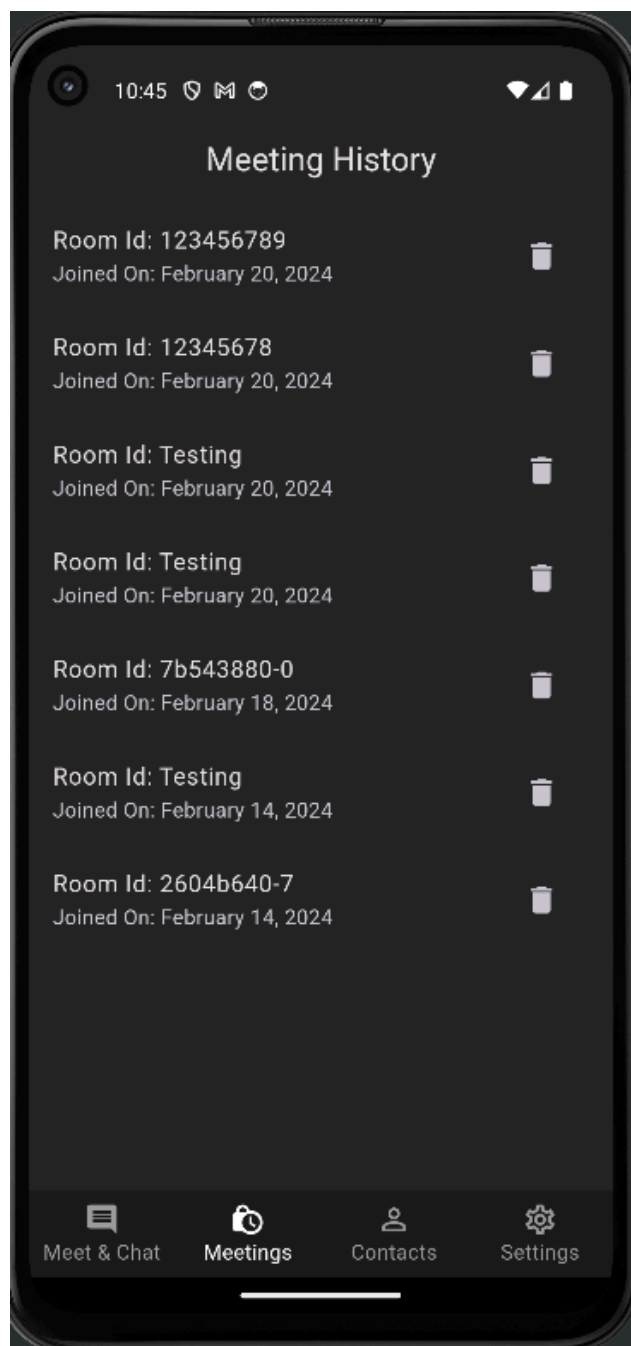 10:45
Meeting History
Room Id: 123456789
Joined On: February 20, 2024
Room Id: 12345678
Joined On: February 20, 2024
Room Id: Testing
Joined On: February 20, 2024
Room Id: Testing
Joined On: February 20, 2024
Room Id: 7b543880-0
Joined On: February 18, 2024
Room Id: Testing
Joined On: February 14, 2024
Room Id: 2604b640-7
Joined On: February 14, 2024
Meet & Chat Meetings Contacts Settings